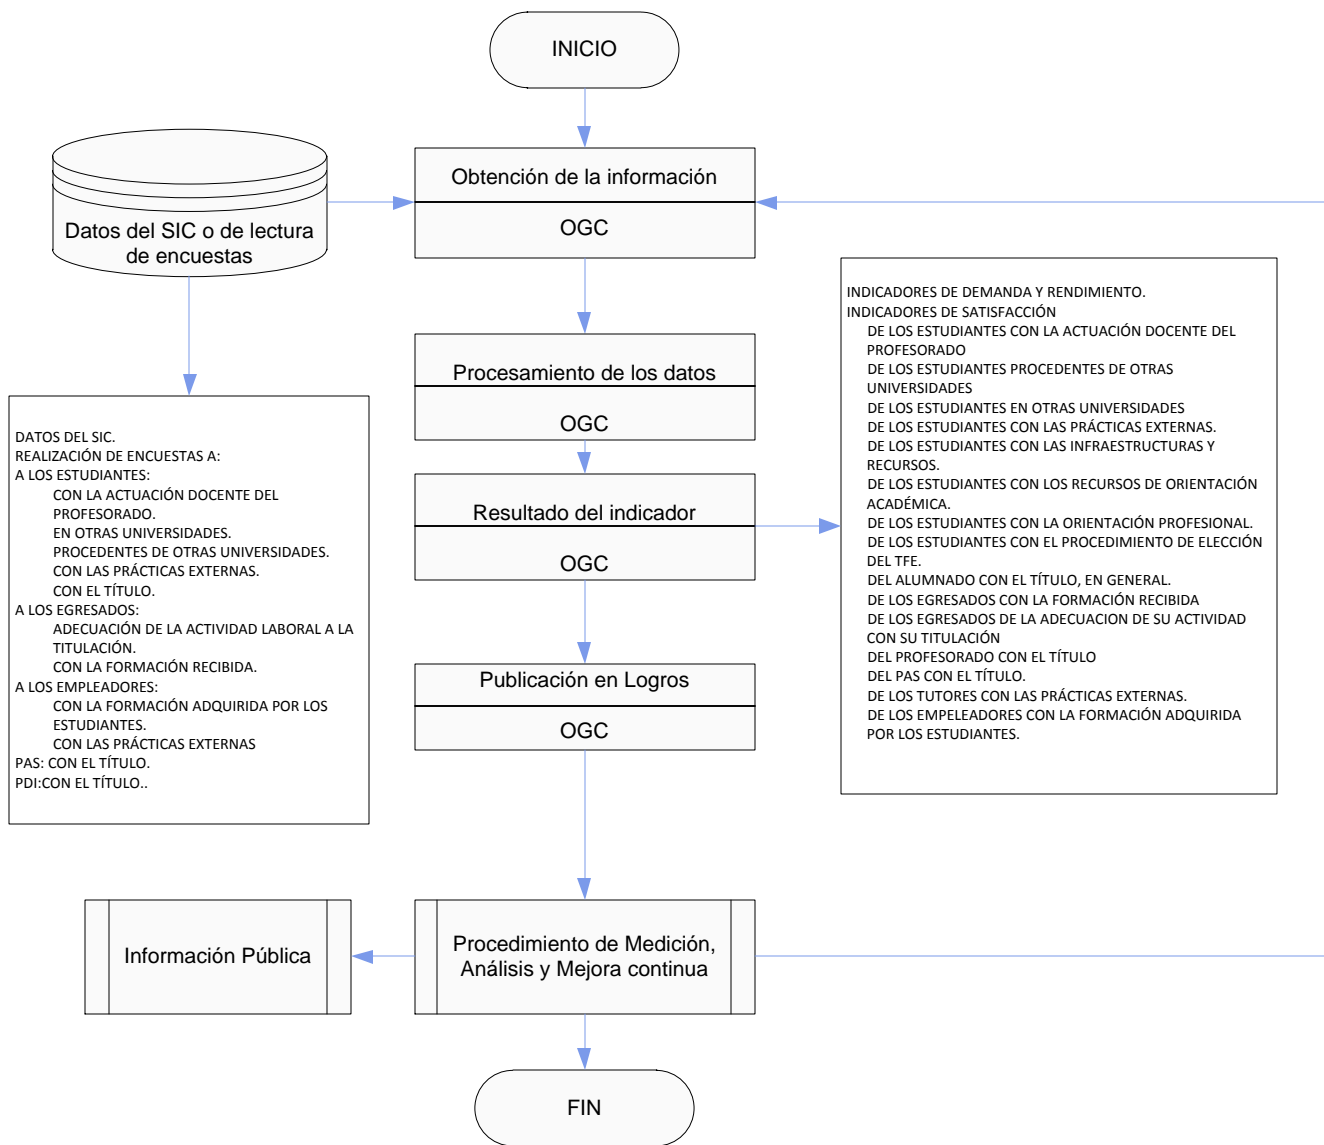 INICIO
Obtención de la información
OGC
Datos del SIC o de lectura
de encuestas
Procesamiento de los datos
OGC
Resultado del indicador
OGC
Publicación en Logros
OGC
DATOS DEL SIC.
REALIZACIÓN DE ENCUESTAS A:
A LOS ESTUDIANTES:
CON LA ACTUACIÓN DOCENTE DEL
PROFESORADO.
EN OTRAS UNIVERSIDADES.
PROCEDENTES DE OTRAS UNIVERSIDADES.
CON LAS PRÁCTICAS EXTERNAS.
CON EL TÍTULO.
A LOS EGRESADOS:
ADECUACIÓN DE LA ACTIVIDAD LABORAL A LA
TITULACIÓN.
CON LA FORMACIÓN RECIBIDA.
A LOS EMPLEADORES:
CON LA FORMACIÓN ADQUIRIDA POR LOS
ESTUDIANTES.
CON LAS PRÁCTICAS EXTERNAS
PAS: CON EL TÍTULO.
PDI:CON EL TÍTULO..
INDICADORES DE DEMANDA Y RENDIMIENTO.
INDICADORES DE SATISFACCIÓN
DE LOS ESTUDIANTES CON LA ACTUACIÓN DOCENTE DEL
PROFESORADO
DE LOS ESTUDIANTES PROCEDENTES DE OTRAS
UNIVERSIDADES
DE LOS ESTUDIANTES EN OTRAS UNIVERSIDADES
DE LOS ESTUDIANTES CON LAS PRÁCTICAS EXTERNAS.
DE LOS ESTUDIANTES CON LAS INFRAESTRUCTURAS Y
RECURSOS.
DE LOS ESTUDIANTES CON LOS RECURSOS DE ORIENTACIÓN
ACADÉMICA.
DE LOS ESTUDIANTES CON LA ORIENTACIÓN PROFESIONAL.
DE LOS ESTUDIANTES CON EL PROCEDIMIENTO DE ELECCIÓN
DEL TFE.
DEL ALUMNADO CON EL TÍTULO, EN GENERAL.
DE LOS EGRESADOS CON LA FORMACIÓN RECIBIDA
DE LOS EGRESADOS DE LA ADECUACION DE SU ACTIVIDAD
CON SU TITULACIÓN
DEL PROFESORADO CON EL TÍTULO
DEL PAS CON EL TÍTULO.
DE LOS TUTORES CON LAS PRÁCTICAS EXTERNAS.
DE LOS EMPELEADORES CON LA FORMACIÓN ADQUIRIDA
POR LOS ESTUDIANTES.
Información Pública
Procedimiento de Medición,
Análisis y Mejora continua
FIN